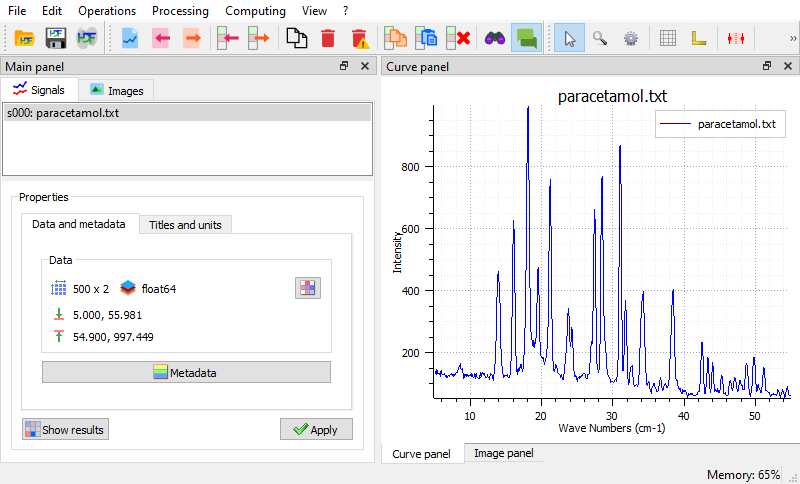 File Edit Operations Processing Computing View ?
Main panel
Signals Images
s000: paracetamol.txt
Properties
Data and metadata Titles and units
Data
500 x 2 float64
5.000, 55.981
54.900, 997.449
Metadata
Show results Apply
Curve panel
paracetamol.txt
paracetamol.txt
800
600
400
200
Intensity
10 20 30 40 50
Wave Numbers (cm-1)
Curve panel Image panel
Memory: 65%